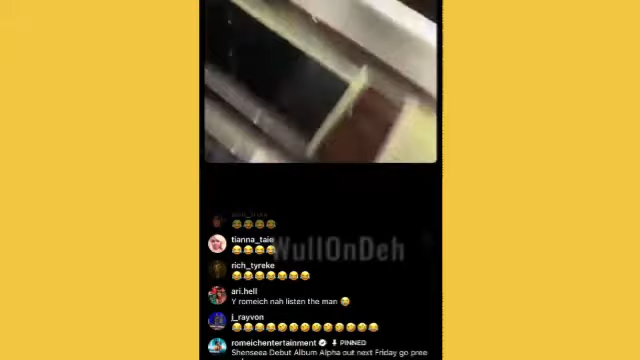 tianna_taie
😂😂😂😂
WullOnDeh
rich_tyreke
😂😂😂😂😂😂😂
ari.hell
Y romeich nah listen the man 😭
j_rayvon
😂😂😂😂🤣🤣🤣🤣🤣🤣🤣😂
romeichentertainment PINNED
Shenseea Debut Album Alpha out next Friday go pree